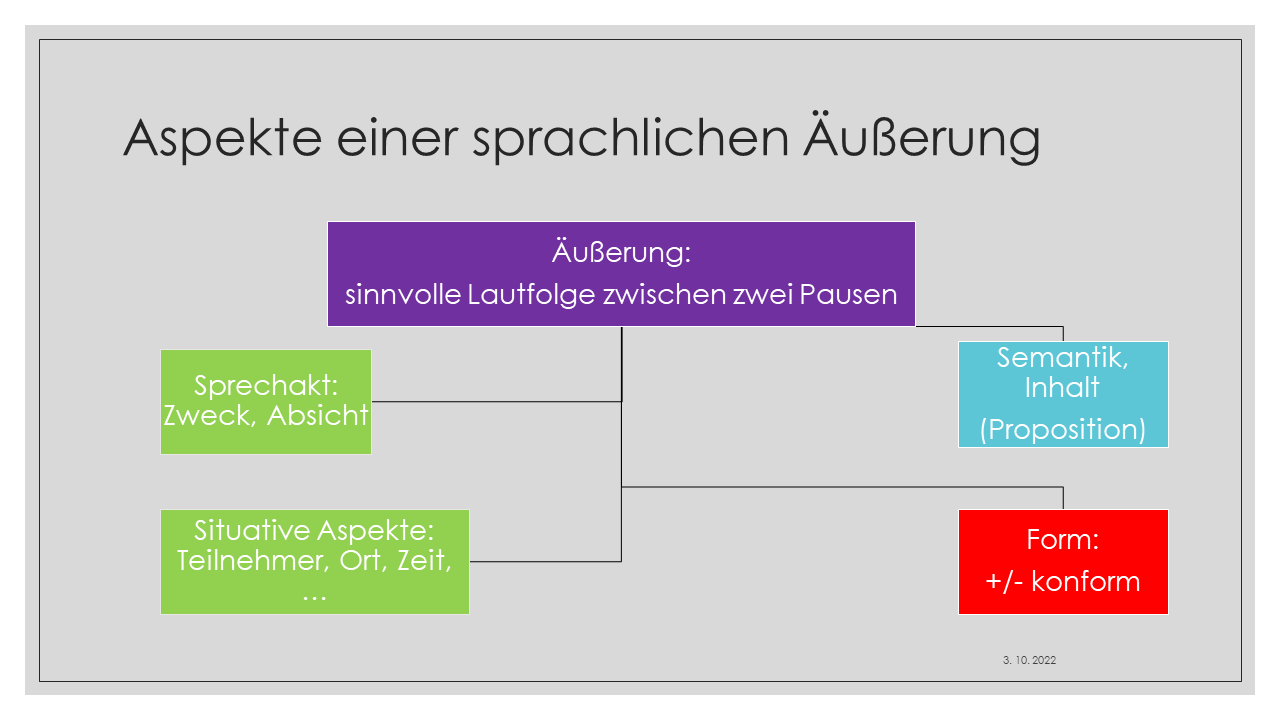 Aspekte einer sprachlichen Äußerung
Äußerung:
sinnvolle Lautfolge zwischen zwei Pausen
Sprechakt:
Zweck, Absicht
Semantik,
Inhalt
(Proposition)
Situative Aspekte:
Teilnehmer, Ort, Zeit,
…
Form:
+/- konform
3. 10. 2022